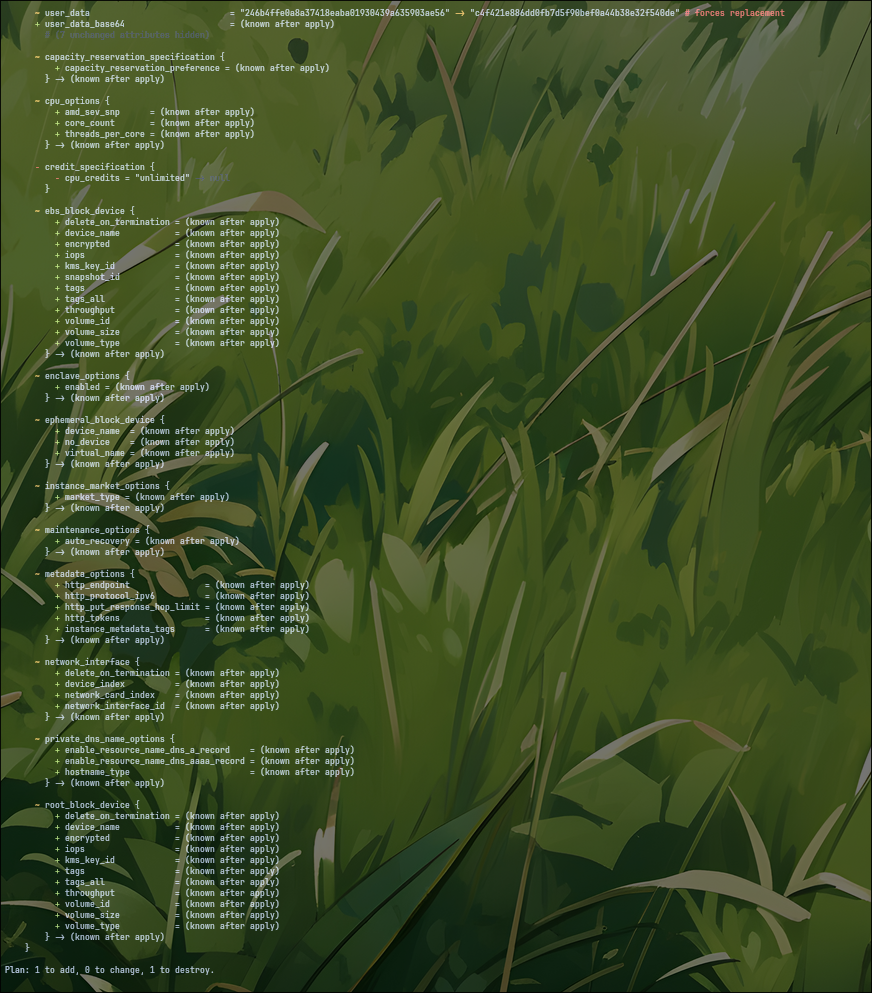 ~ user_data = "246b4ffe0a8a37418eaba01930439a635903ae56" -> "c4f421e886dd0fb7d5f90bef0a44b38e32f540de" # forces replacement
+ user_data_base64 = (known after apply)
unchanged attributes hidden)
~ capacity_reservation_specification {
+ capacity_reservation_preference = (known after apply)
} -> (known after apply)
~ cpu_options {
+ amd_sev_snp = (known after apply)
+ core_count = (known after apply)
+ threads_per_core = (known after apply)
} -> (known after apply)
- credit_specification {
- cpu_credits = "unlimited" -> null
}
~ ebs_block_device {
+ delete_on_termination = (known after apply)
+ device_name = (known after apply)
+ encrypted = (known after apply)
+ iops = (known after apply)
+ kms_key_id = (known after apply)
+ snapshot_id = (known after apply)
+ tags = (known after apply)
+ tags_all = (known after apply)
+ throughput = (known after apply)
+ volume_id = (known after apply)
+ volume_size = (known after apply)
+ volume_type = (known after apply)
} -> (known after apply)
~ enclave_options {
+ enabled = (known after apply)
} -> (known after apply)
~ ephemeral_block_device {
+ device_name = (known after apply)
+ no_device = (known after apply)
+ virtual_name = (known after apply)
} -> (known after apply)
~ instance_market_options {
+ market_type = (known after apply)
} -> (known after apply)
~ maintenance_options {
+ auto_recovery = (known after apply)
} -> (known after apply)
~ metadata_options {
+ http_endpoint = (known after apply)
+ http_protocol_ipv6 = (known after apply)
+ http_put_response_hop_limit = (known after apply)
+ http_tokens = (known after apply)
+ instance_metadata_tags = (known after apply)
} -> (known after apply)
~ network_interface {
+ delete_on_termination = (known after apply)
+ device_index = (known after apply)
+ network_card_index = (known after apply)
+ network_interface_id = (known after apply)
} -> (known after apply)
~ private_dns_name_options {
+ enable_resource_name_dns_a_record = (known after apply)
+ enable_resource_name_dns_aaaa_record = (known after apply)
+ hostname_type = (known after apply)
} -> (known after apply)
~ root_block_device {
+ delete_on_termination = (known after apply)
+ device_name = (known after apply)
+ encrypted = (known after apply)
+ iops = (known after apply)
+ kms_key_id = (known after apply)
+ tags = (known after apply)
+ tags_all = (known after apply)
+ throughput = (known after apply)
+ volume_id = (known after apply)
+ volume_size = (known after apply)
+ volume_type = (known after apply)
} -> (known after apply)
}
Plan: 1 to add, 0 to change, 1 to destroy.